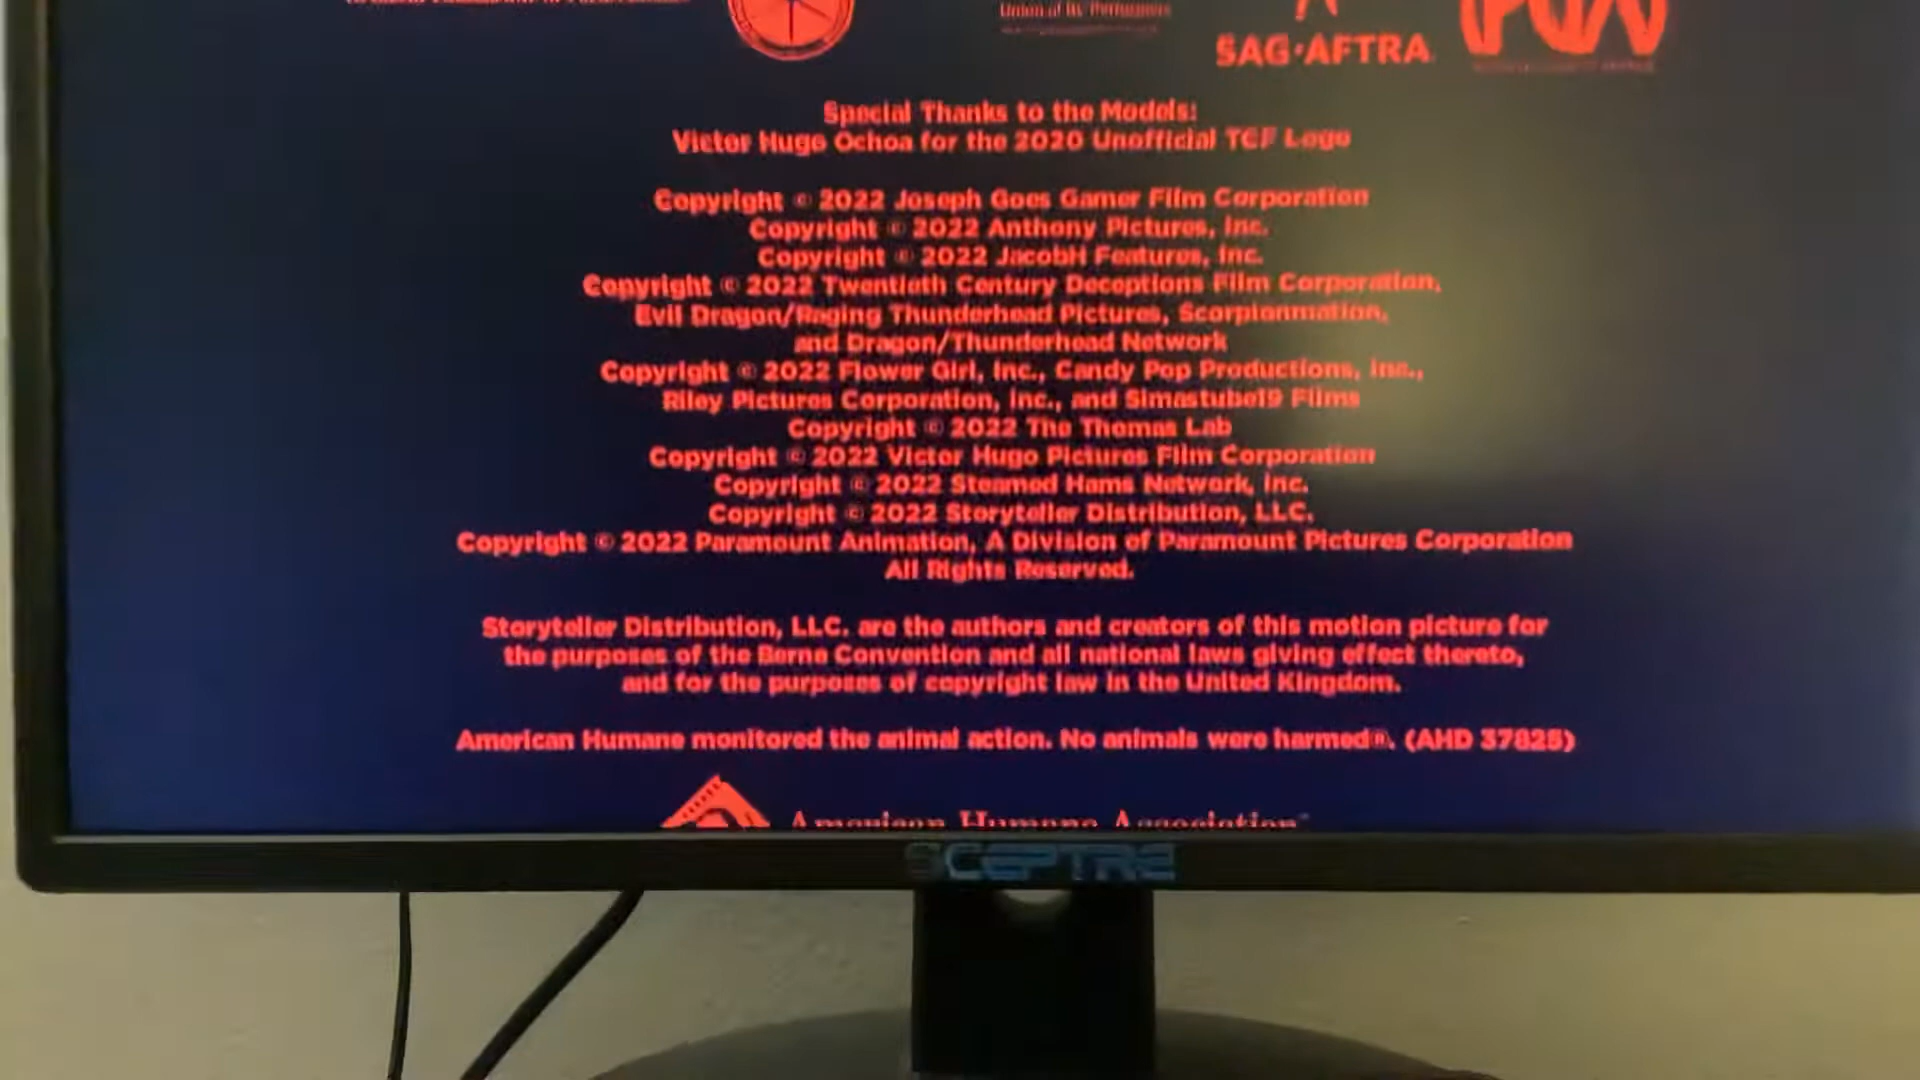 SAG·AFTRA
Special Thanks to the Models:
Victor Hugo Ochoa for the 2020 Unofficial TCF Logo
Copyright © 2022 Joseph Goes Gamer Film Corporation
Copyright © 2022 Anthony Pictures, Inc.
Copyright © 2022 JacobH Features, Inc.
Copyright © 2022 Twentieth Century Deceptions Film Corporation,
Evil Dragon/Raging Thunderhead Pictures, Scorpionmation,
and Dragon/Thunderhead Network
Copyright © 2022 Flower Girl, Inc., Candy Pop Productions, Inc.,
Riley Pictures Corporation, Inc., and Simastube19 Films
Copyright © 2022 The Thomas Lab
Copyright © 2022 Victor Hugo Pictures Film Corporation
Copyright © 2022 Steamed Hams Network, Inc.
Copyright © 2022 Storyteller Distribution, LLC.
Copyright © 2022 Paramount Animation, A Division of Paramount Pictures Corporation
All Rights Reserved.
Storyteller Distribution, LLC. are the authors and creators of this motion picture for
the purposes of the Berne Convention and all national laws giving effect thereto,
and for the purposes of copyright law in the United Kingdom.
American Humane monitored the animal action. No animals were harmed®. (AHD 37825)
American Humane Association
SCEPTRE